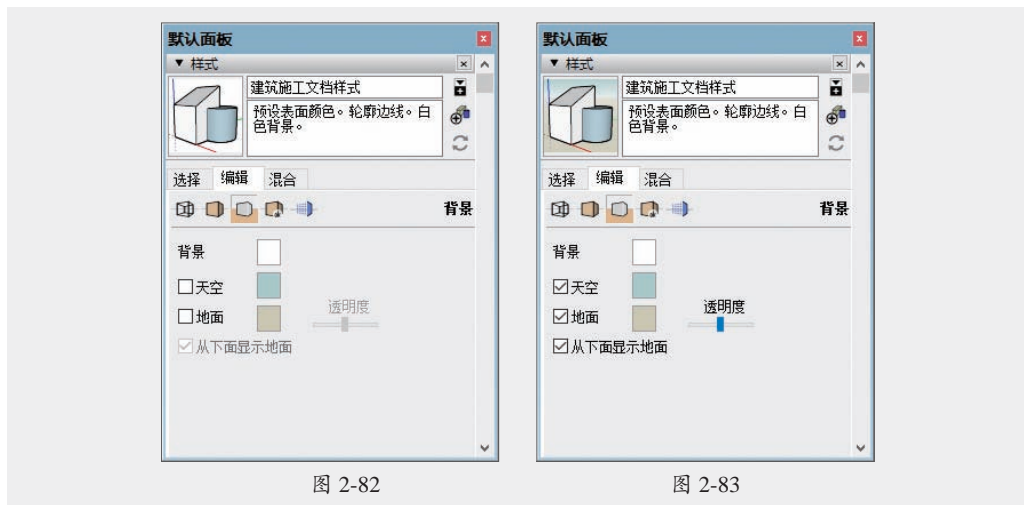 默认面板
▼ 样式
建筑施工文档样式
预设表面颜色。轮廓边线。白
色背景。
选择 编辑 混合
背景
背景
天空
地面
透明度
从下面显示地面
图 2-82
默认面板
▼ 样式
建筑施工文档样式
预设表面颜色。轮廓边线。白
色背景。
选择 编辑 混合
背景
背景
天空
地面
透明度
从下面显示地面
图 2-83